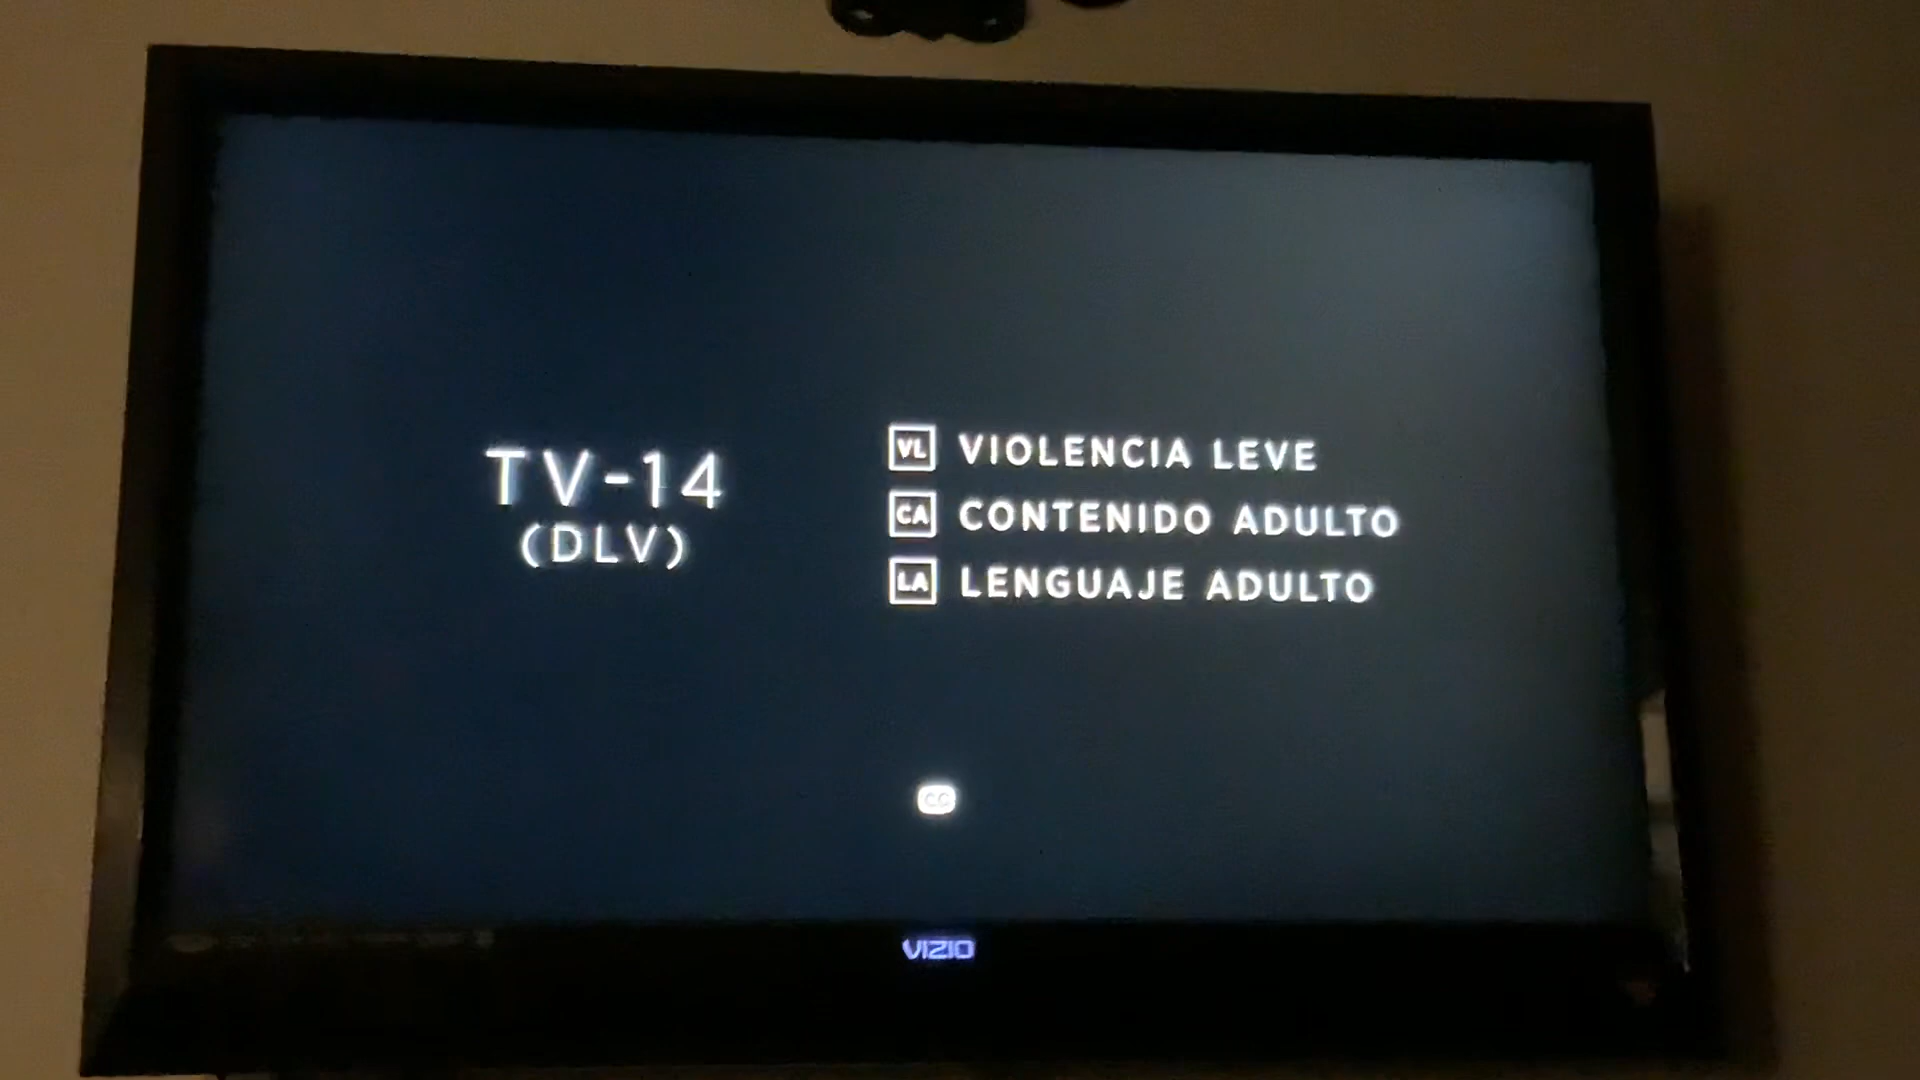 TV-14
(DLV)
VL VIOLENCIA LEVE
CA CONTENIDO ADULTO
LA LENGUAJE ADULTO
CC
VIZIO